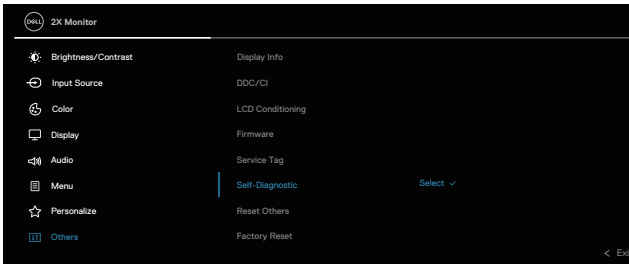 DELL 2X Monitor
Brightness/Contrast Display Info
Input Source DDC/CI
Color LCD Conditioning
Display Firmware
Audio Service Tag
Menu Self-Diagnostic Select
Personalize Reset Others
Others Factory Reset
Exi